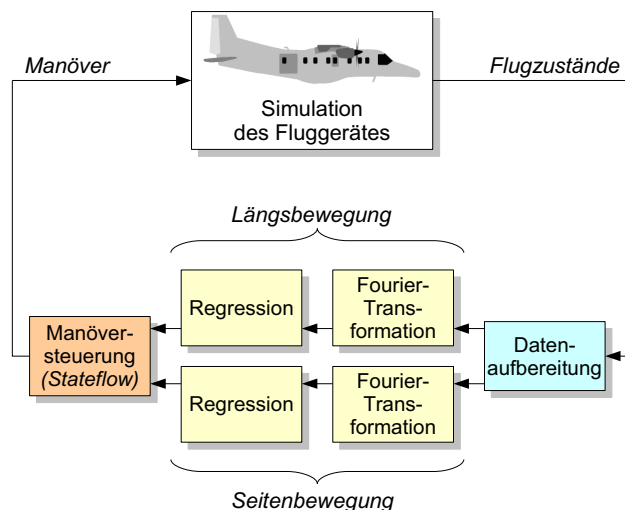 Manöver
Flugzustände
Simulation
des Fluggerätes
Längsbewegung
Regression
Fourier-
Trans-
formation
Manöver-
steuerung
(Stateflow)
Daten-
aufbereitung
Regression
Fourier-
Trans-
formation
Seitenbewegung